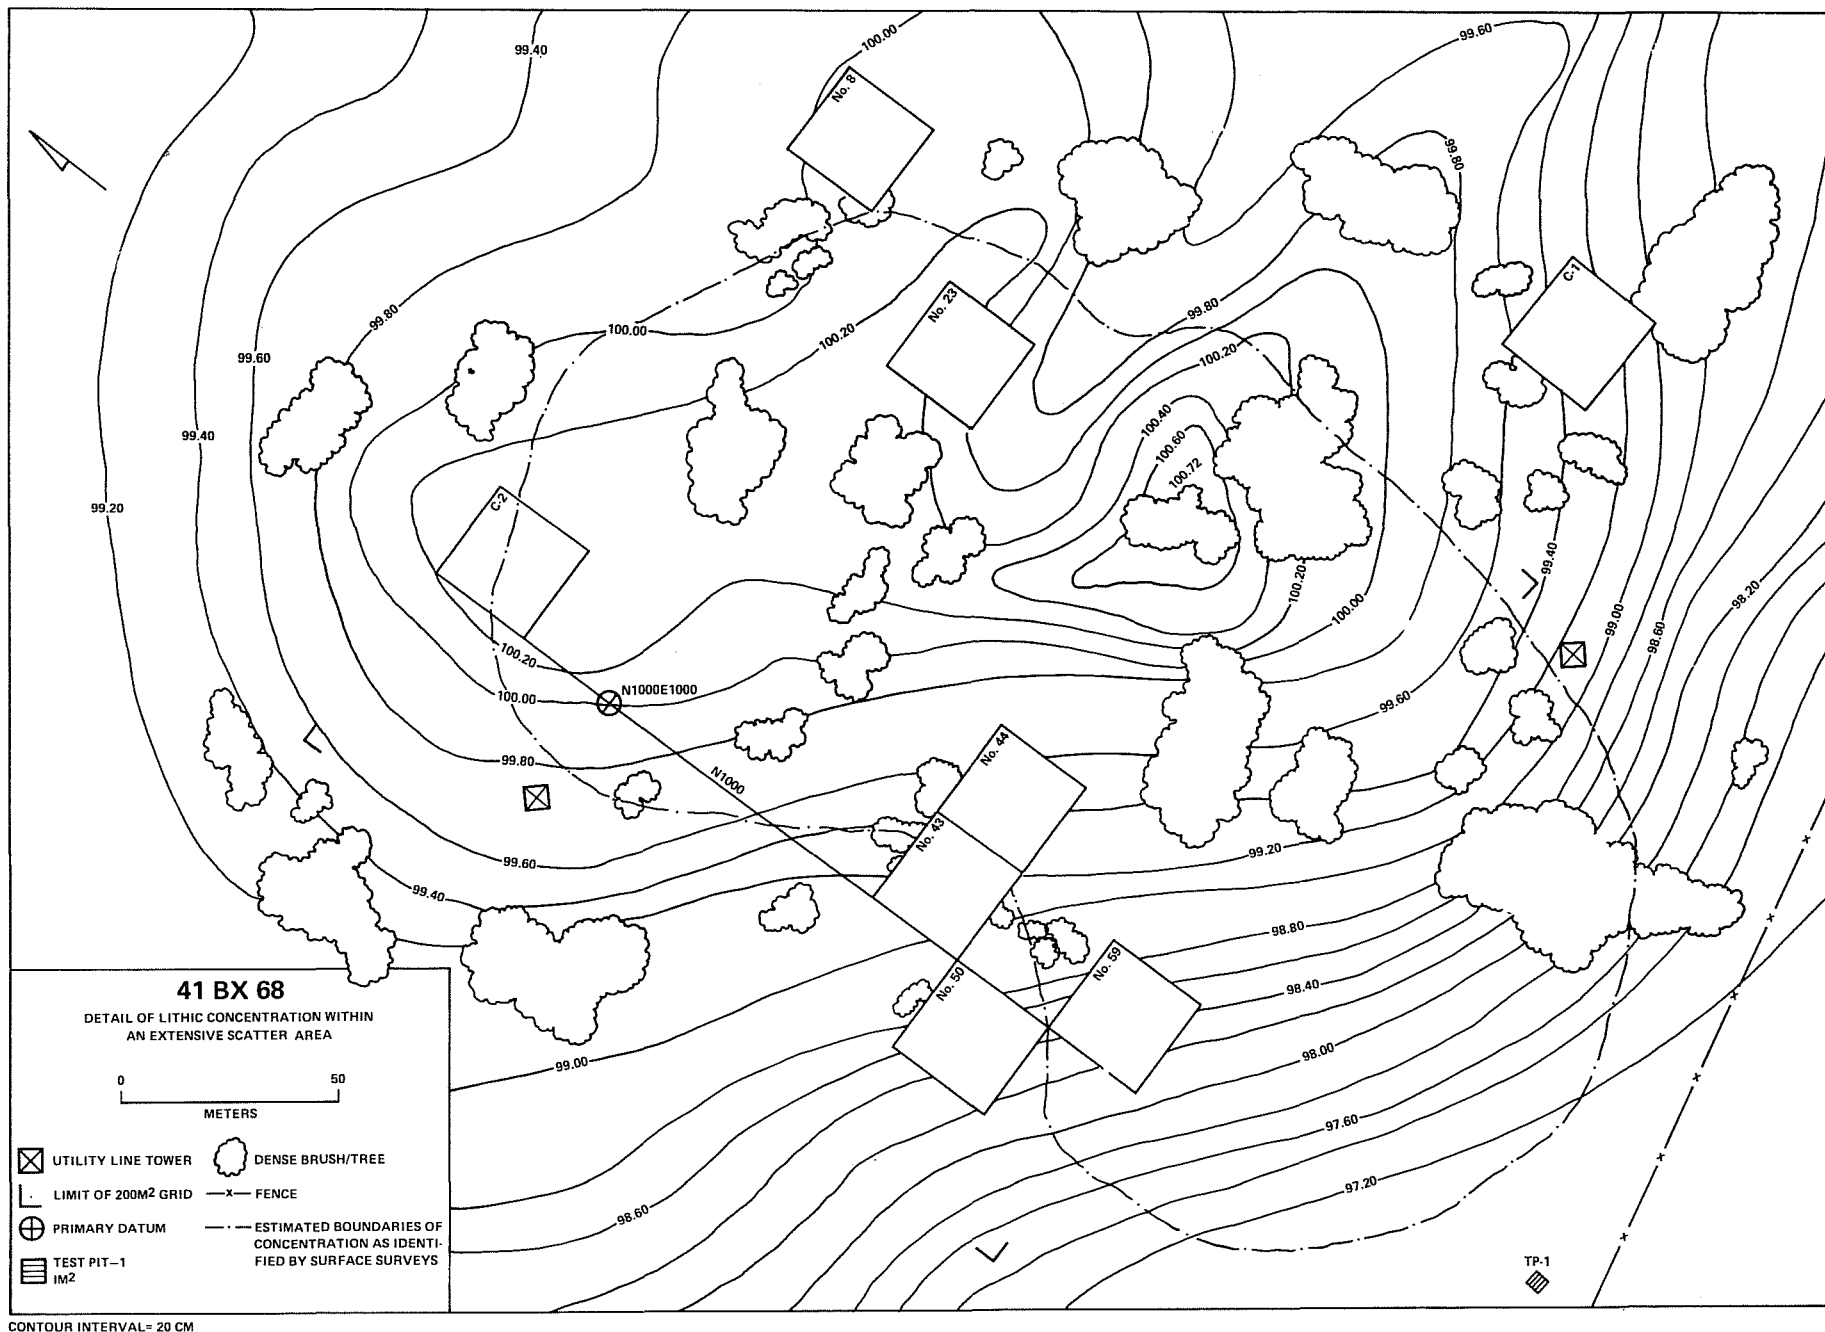 99.40
100.00
99.60
No. 8
99.80
C-1
No. 23
99.80
99.80
100.00
100.20
100.20
99.60
100.40
99.40
100.60
100.72
99.20
C-2
99.40
100.20
100.00
98.20
99.00
98.60
100.20
100.00
N1000E1000
99.60
No. 44
99.80
N1000
No. 43
99.20
99.60
99.40
98.80
No. 59
No. 50
98.40
99.00
98.00
97.60
97.20
98.60
TP-1
41 BX 68
DETAIL OF LITHIC CONCENTRATION WITHIN
AN EXTENSIVE SCATTER AREA
0 50
METERS
UTILITY LINE TOWER
DENSE BRUSH/TREE
LIMIT OF 200M2 GRID
x FENCE
PRIMARY DATUM
ESTIMATED BOUNDARIES OF
CONCENTRATION AS IDENTI-
FIED BY SURFACE SURVEYS
TEST PIT–1
IM2
x
x
x
x
x
x
CONTOUR INTERVAL= 20 CM